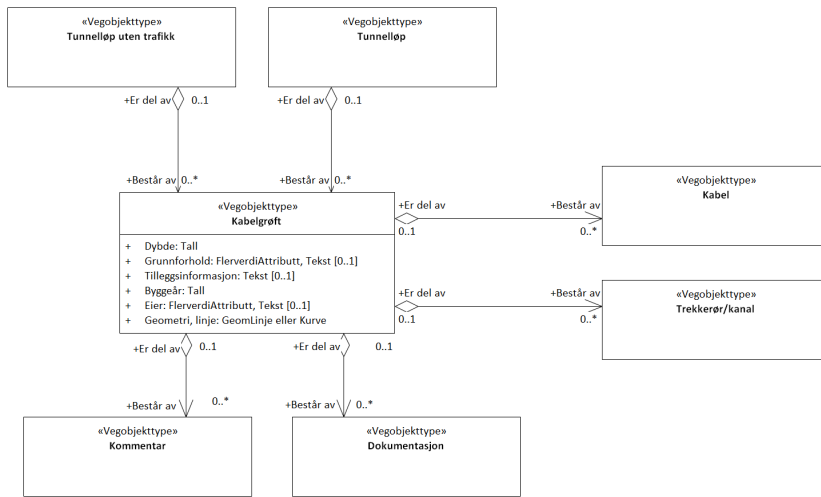 «Vegobjekttype»
Tunnelløp uten trafikk
«Vegobjekttype»
Tunnelløp
+Er del av 0..1
+Er del av 0..1
+Består av 0..*
+Består av 0..*
«Vegobjekttype»
Kabelgrøft
+ Dybde: Tall
+ Grunnforhold: FlerverdiAttributt, Tekst [0..1]
+ Tilleggsinformasjon: Tekst [0..1]
+ Byggeår: Tall
+ Eier: FlerverdiAttributt, Tekst [0..1]
+ Geometri, linje: GeomLinje eller Kurve
+Er del av
0..1
+Består av
0..*
«Vegobjekttype»
Kabel
+Er del av
0..1
+Består av
0..*
«Vegobjekttype»
Trekkerør/kanal
+Er del av 0..1
+Er del av 0..1
+Består av 0..*
+Består av 0..*
«Vegobjekttype»
Kommentar
«Vegobjekttype»
Dokumentasjon